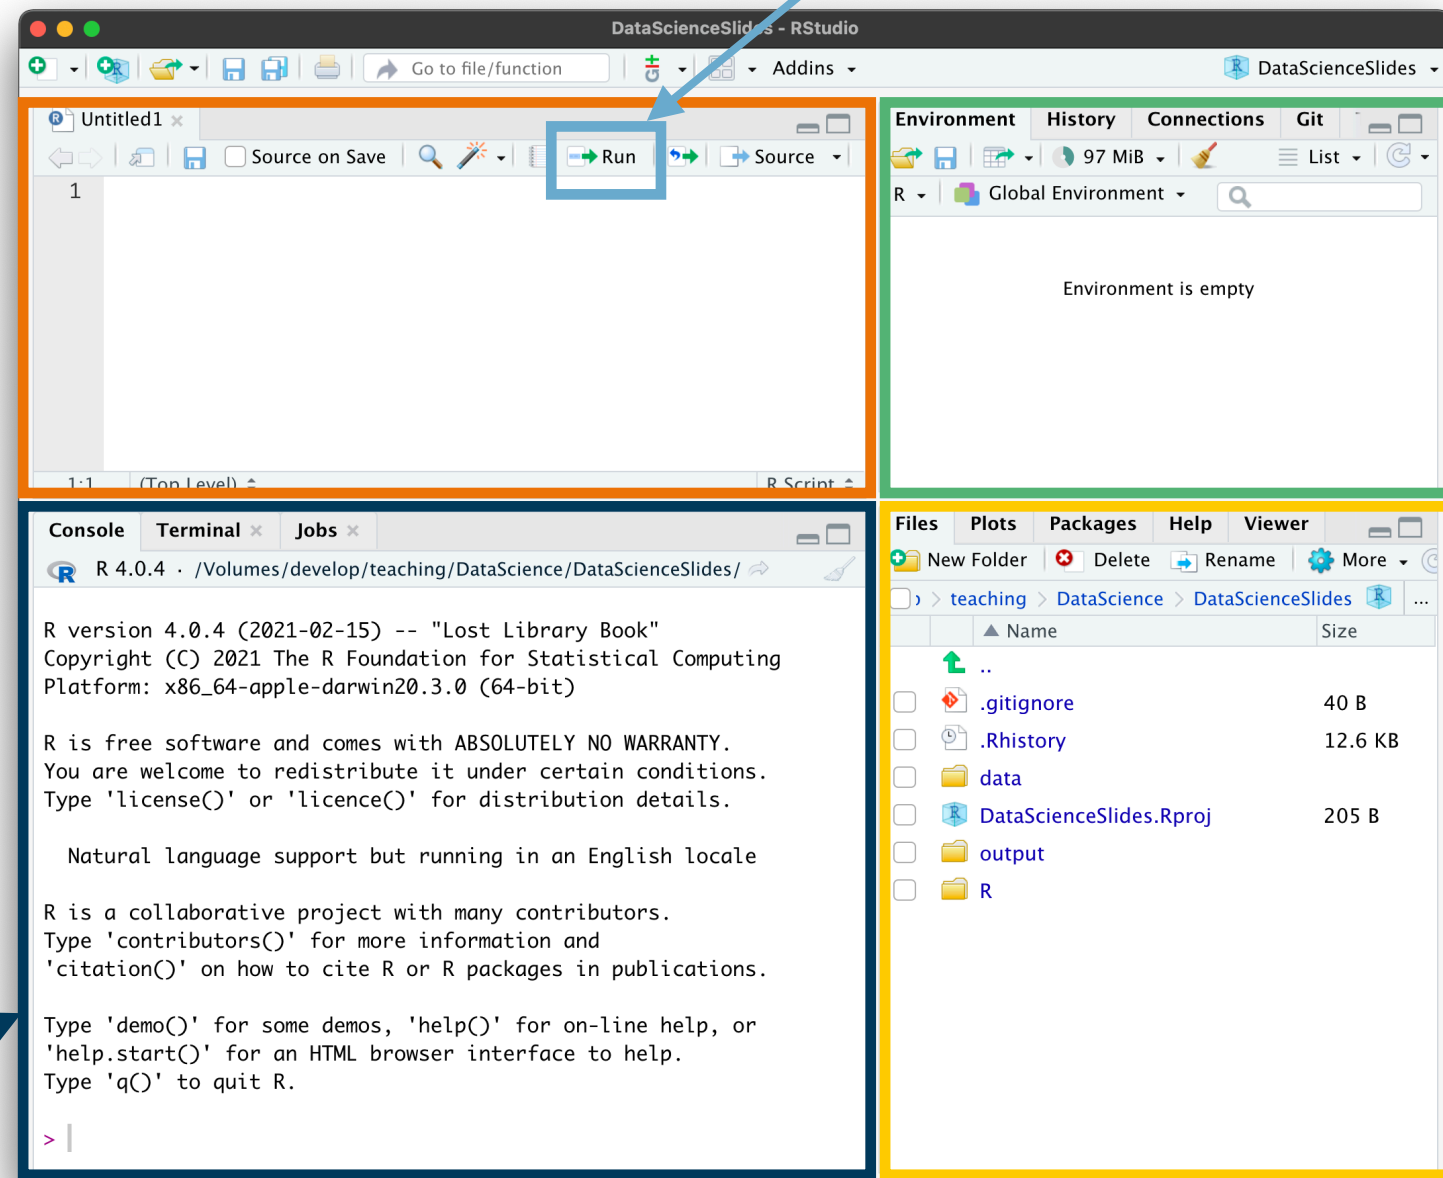 DataScienceSlides - RStudio
Go to file/function
Git
Addins
DataScienceSlides
Untitled1
Source on Save
Run
Source
1
1:1 (Top Level) R Script
Environment History Connections Git
97 MiB
List
R
Global Environment
Environment is empty
Console Terminal Jobs
R 4.0.4 · /Volumes/develop/teaching/DataScience/DataScienceSlides/
R version 4.0.4 (2021-02-15) -- "Lost Library Book"
Copyright (C) 2021 The R Foundation for Statistical Computing
Platform: x86_64-apple-darwin20.3.0 (64-bit)
R is free software and comes with ABSOLUTELY NO WARRANTY.
You are welcome to redistribute it under certain conditions.
Type 'license()' or 'licence()' for distribution details.
Natural language support but running in an English locale
R is a collaborative project with many contributors.
Type 'contributors()' for more information and
'citation()' on how to cite R or R packages in publications.
Type 'demo()' for some demos, 'help()' for on-line help, or
'help.start()' for an HTML browser interface to help.
Type 'q()' to quit R.
>
Files Plots Packages Help Viewer
New Folder Delete Rename More
> teaching > DataScience > DataScienceSlides ...
Name Size
..
.gitignore 40 B
.Rhistory 12.6 KB
data
DataScienceSlides.Rproj 205 B
output
R